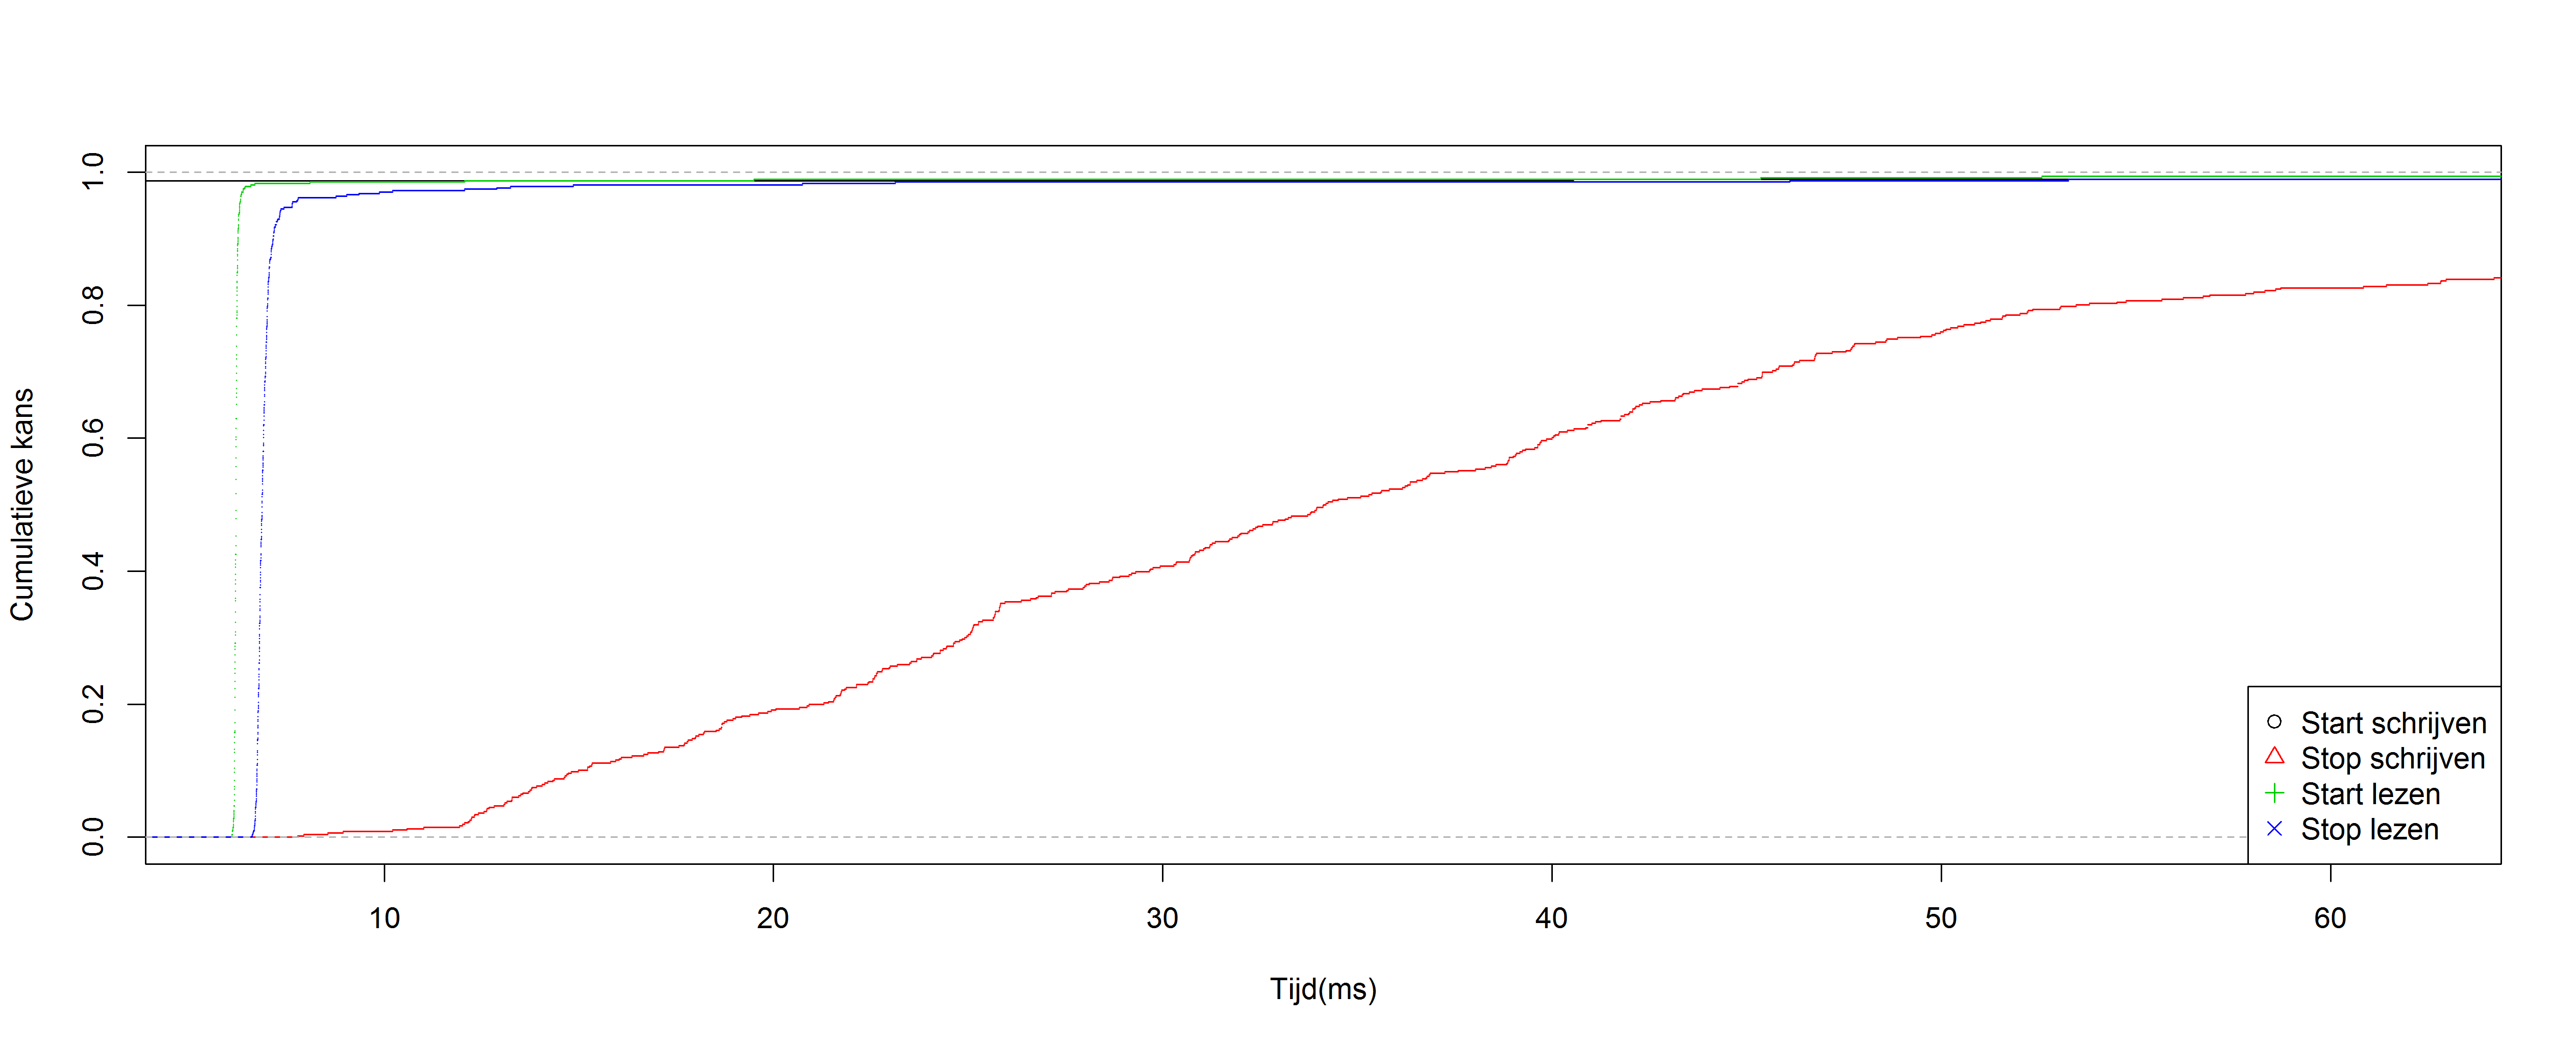 Cumulatieve kans
1.0
0.8
0.6
0.4
0.2
0.0
Start schrijven
Stop schrijven
Start lezen
Stop lezen
10 20 30 40 50 60
Tijd(ms)